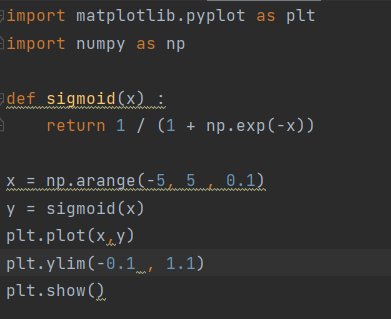 import matplotlib.pyplot as plt
import numpy as np
def sigmoid(x) :
return 1 / (1 + np.exp(-x))
x = np.arange(-5, 5 , 0.1)
y = sigmoid(x)
plt.plot(x,y)
plt.ylim(-0.1 , 1.1)
plt.show()